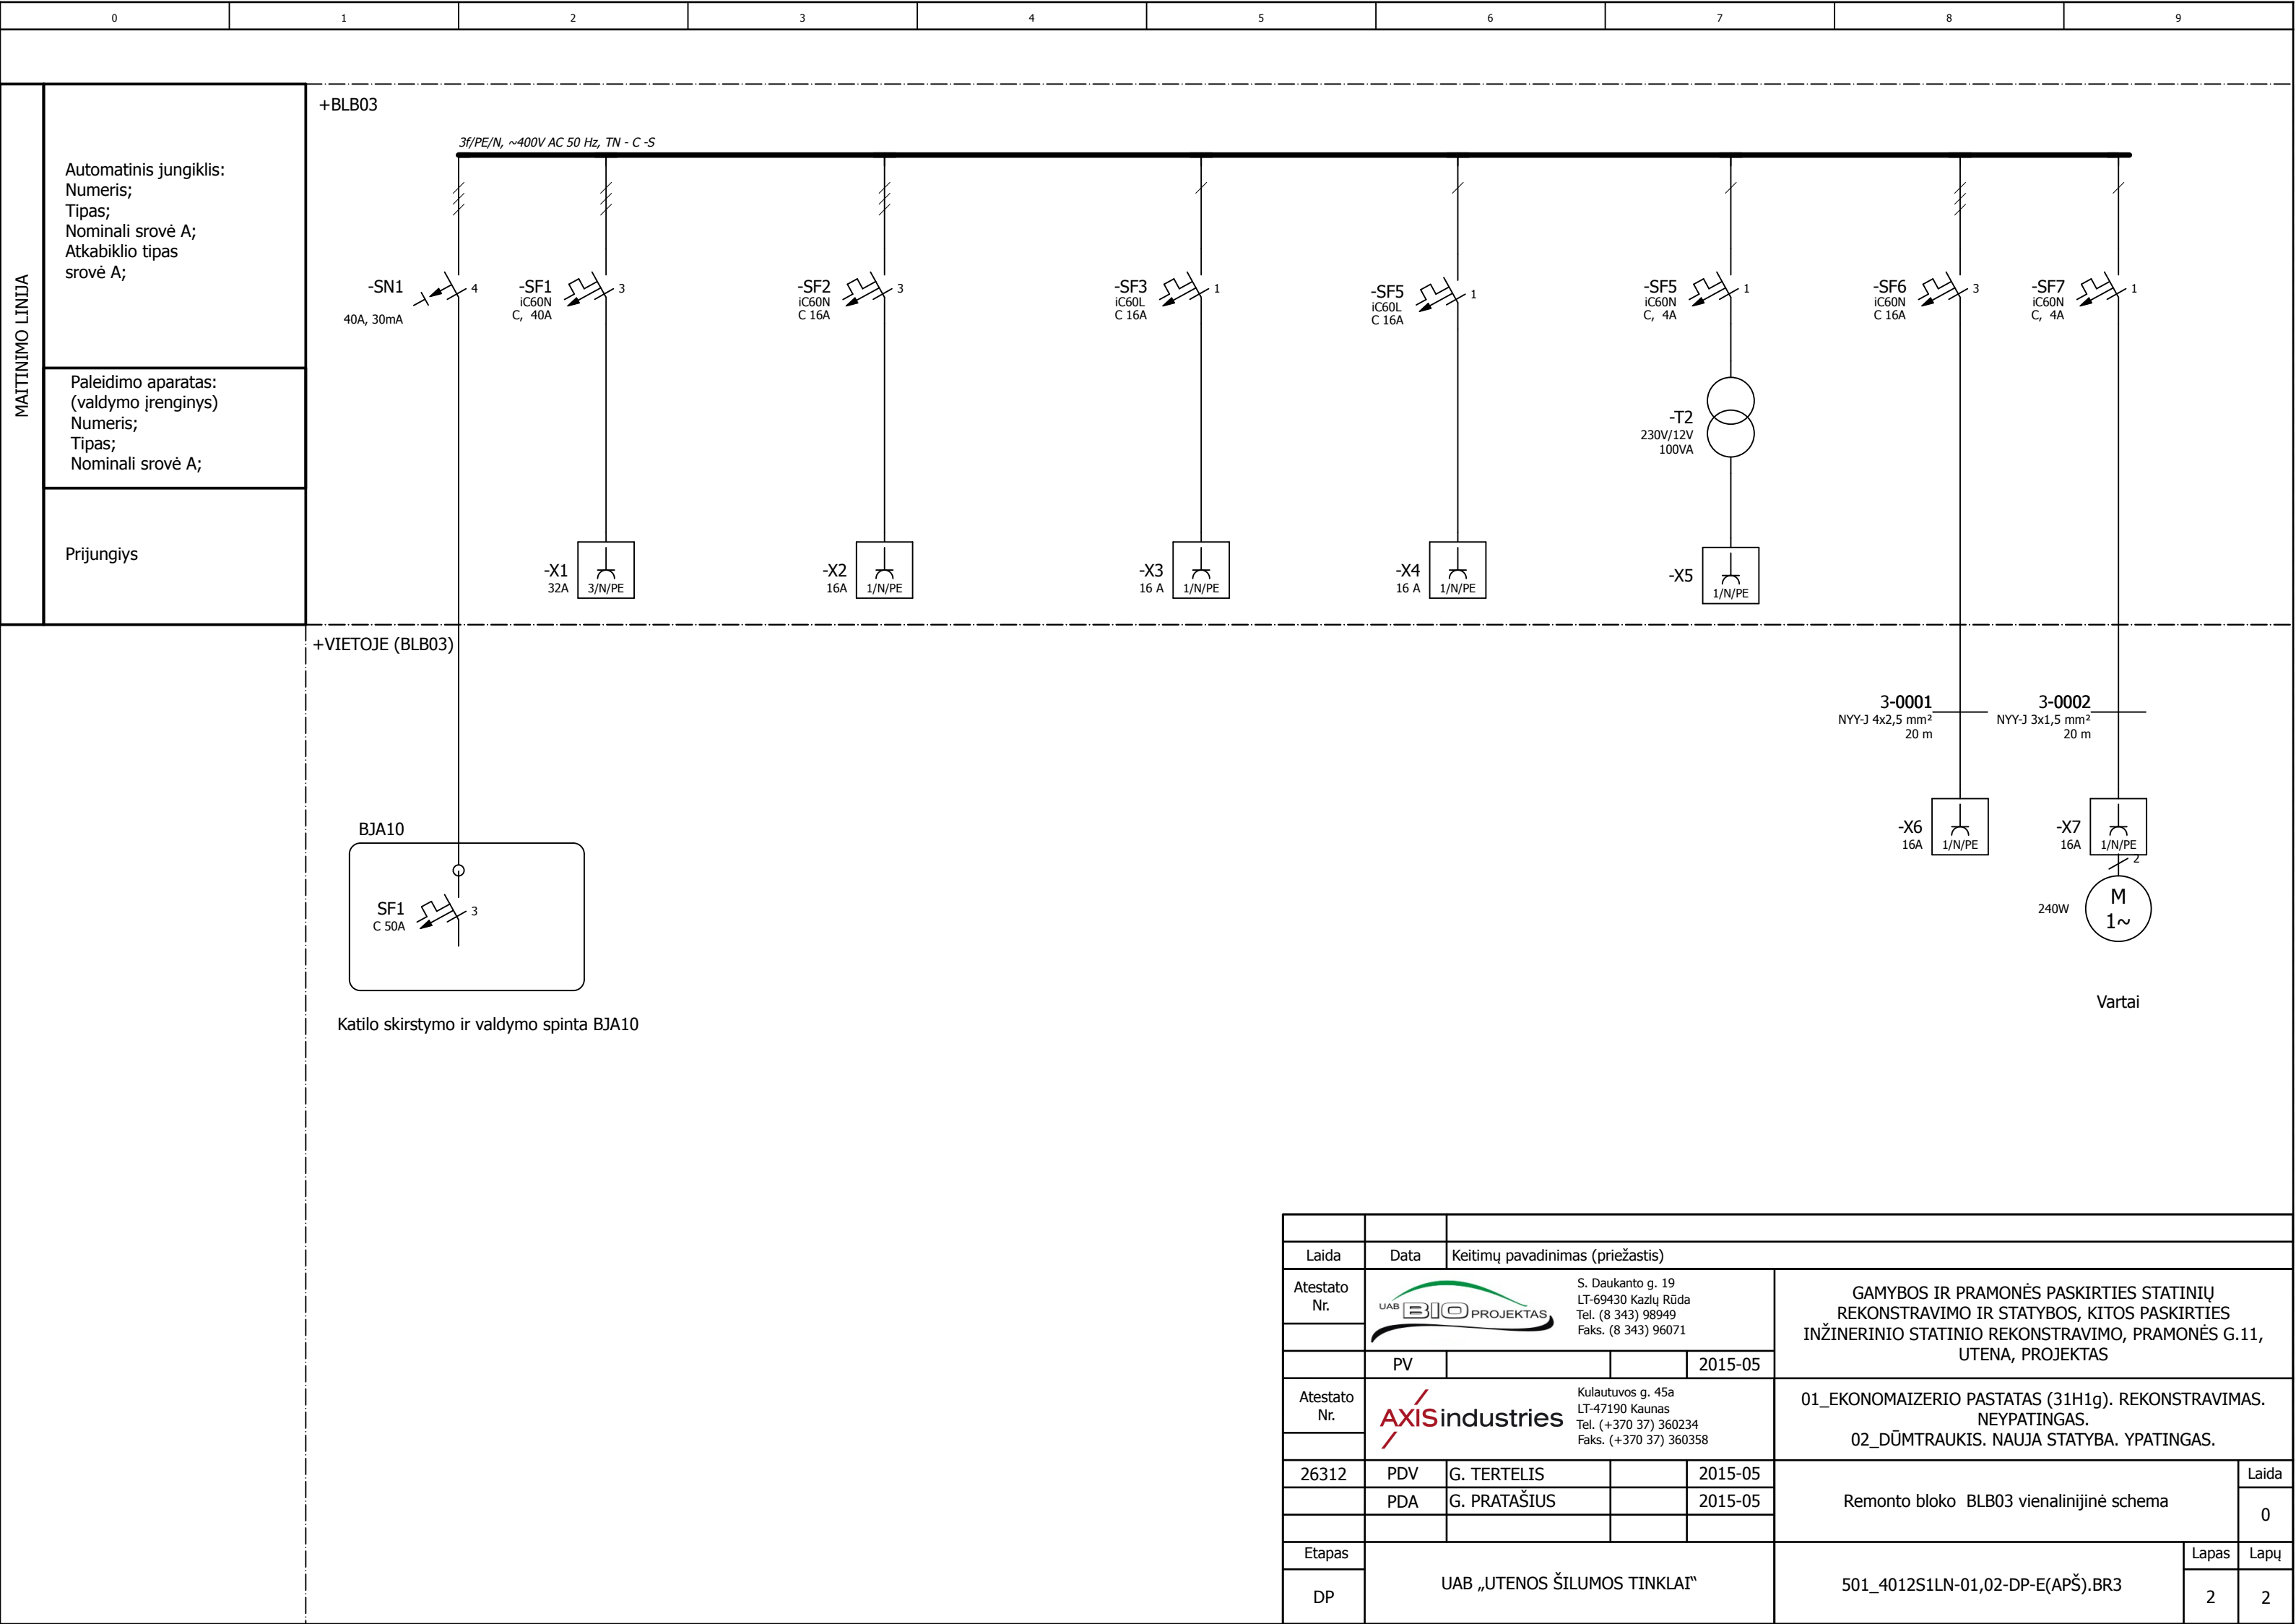 0 1 2 3 4 5 6 7 8 9
+BLB03
3f/PE/N, ~400V AC 50 Hz, TN - C -S
MAITINIMO LINIJA
Automatinis jungiklis:
Numeris;
Tipas;
Nominali srovė A;
Atkabiklio tipas
srovė A;
Paleidimo aparatas:
(valdymo įrenginys)
Numeris;
Tipas;
Nominali srovė A;
Prijungiys
-SN1 4
40A, 30mA
-SF1 3
iC60N
C, 40A
-SF2 3
iC60N
C 16A
-SF3 1
iC60L
C 16A
-SF5 1
iC60L
C 16A
-SF5 1
iC60N
C, 4A
-SF6 3
iC60N
C 16A
-SF7 1
iC60N
C, 4A
-T2
230V/12V
100VA
-X1
32A 3/N/PE
-X2
16A 1/N/PE
-X3
16 A 1/N/PE
-X4
16 A 1/N/PE
-X5
1/N/PE
+VIETOJE (BLB03)
3-0001
NYY-J 4x2,5 mm²
20 m
3-0002
NYY-J 3x1,5 mm²
20 m
-X6
16A 1/N/PE
-X7
16A 1/N/PE
2
M
1~
240W
Vartai
BJA10
SF1 3
C 50A
Katilo skirstymo ir valdymo spinta BJA10
Laida Data Keitimų pavadinimas (priežastis)
Atestato
Nr.
UAB BIO PROJEKTAS
S. Daukanto g. 19
LT-69430 Kazlų Rūda
Tel. (8 343) 98949
Faks. (8 343) 96071
GAMYBOS IR PRAMONĖS PASKIRTIES STATINIŲ
REKONSTRAVIMO IR STATYBOS, KITOS PASKIRTIES
INŽINERINIO STATINIO REKONSTRAVIMO, PRAMONĖS G.11,
UTENA, PROJEKTAS
PV 2015-05
Atestato
Nr.
AXIS industries
Kulautuvos g. 45a
LT-47190 Kaunas
Tel. (+370 37) 360234
Faks. (+370 37) 360358
01_EKONOMAIZERIO PASTATAS (31H1g). REKONSTRAVIMAS.
NEYPATINGAS.
02_DŪMTRAUKIS. NAUJA STATYBA. YPATINGAS.
26312 PDV G. TERTELIS 2015-05
PDA G. PRATAŠIUS 2015-05
Remonto bloko BLB03 vienalinijinė schema
Laida
0
Etapas
DP
UAB „UTENOS ŠILUMOS TINKLAI“
501_4012S1LN-01,02-DP-E(APŠ).BR3
Lapas Lapų
2 2